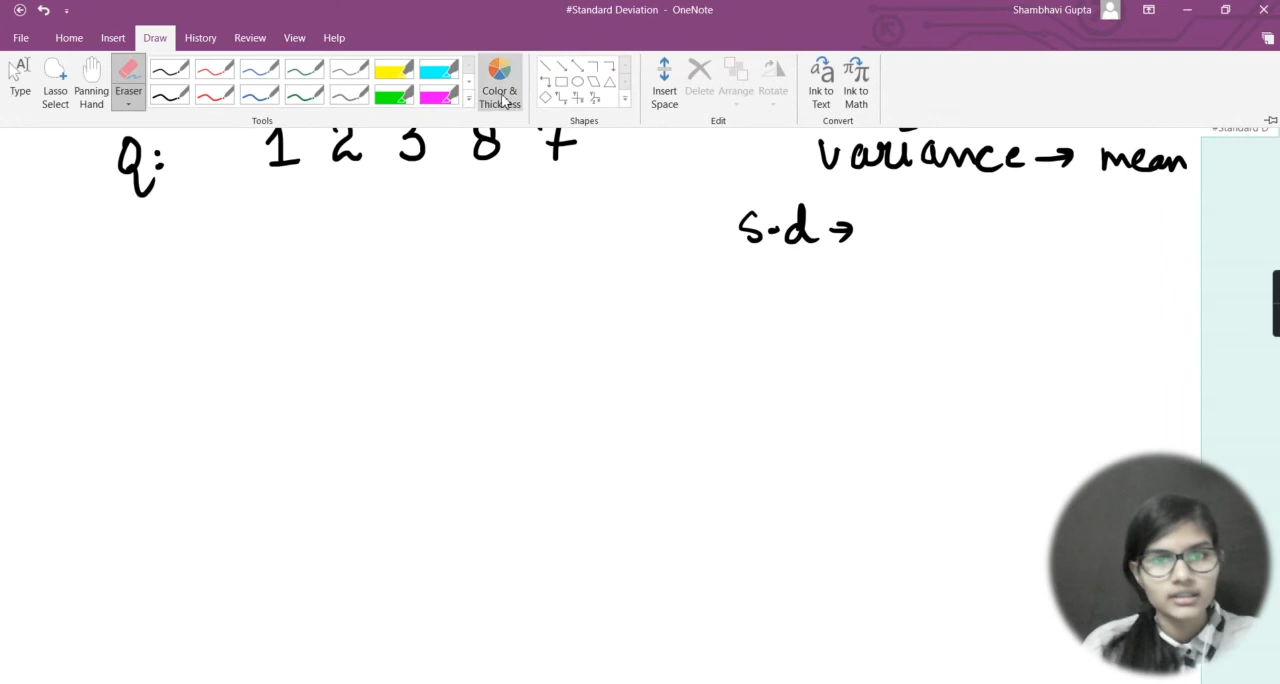 #Standard Deviation - OneNote
Shambhavi Gupta
File Home Insert Draw History Review View Help
Type
Lasso Select
Panning Hand
Eraser
Color & Thickness
Insert Space
Delete
Arrange
Rotate
Ink to Text
Ink to Math
Tools
Shapes
Edit
Convert
#Standard D
Q: 1 2 3 8 7
variance → mean
s.d →